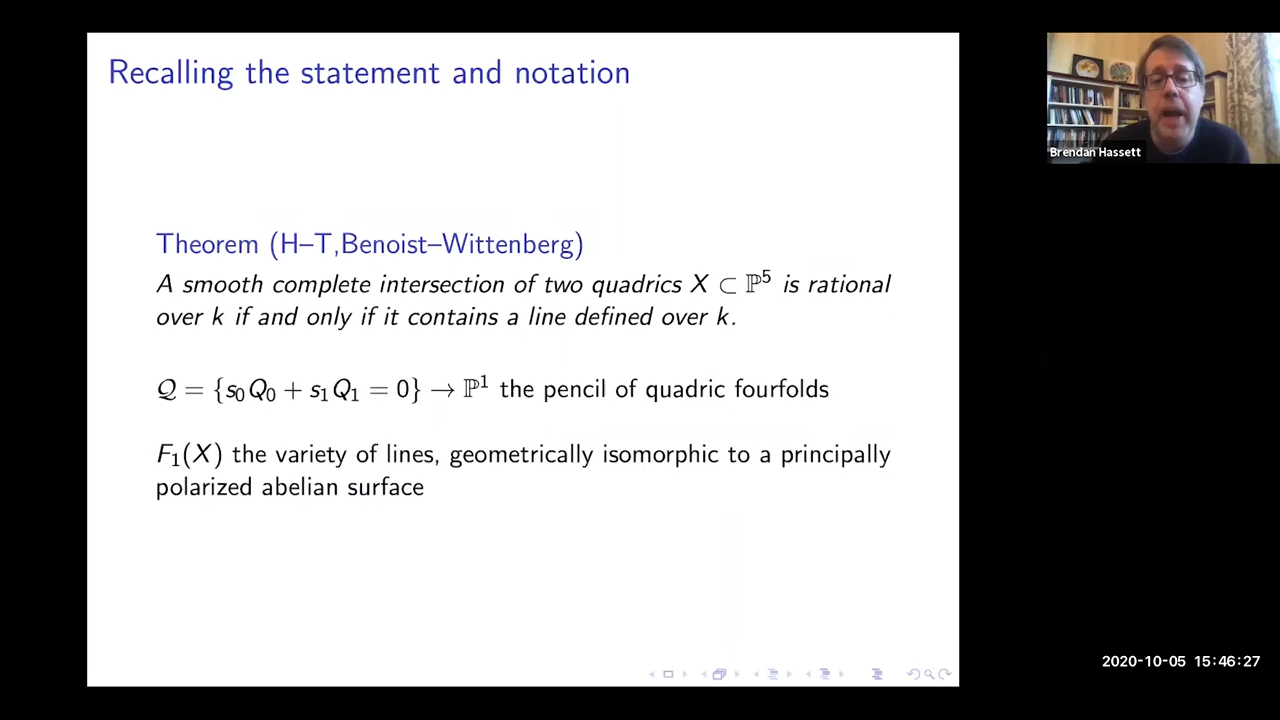 Recalling the statement and notation
Brendan Hassett
Theorem (H–T,Benoist–Wittenberg)
A smooth complete intersection of two quadrics X ⊂ ℙ⁵ is rational
over k if and only if it contains a line defined over k.
𝒬 = {s₀Q₀ + s₁Q₁ = 0} → ℙ¹ the pencil of quadric fourfolds
F₁(X) the variety of lines, geometrically isomorphic to a principally
polarized abelian surface
2020-10-05 15:46:27